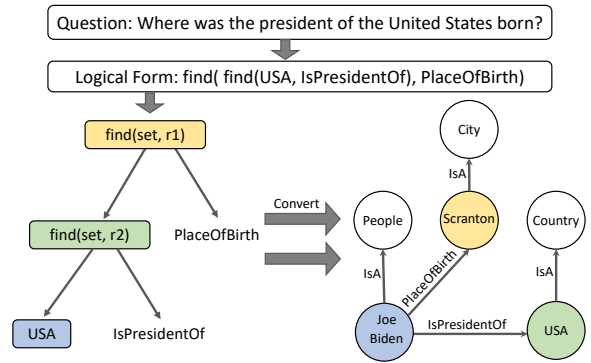 Question: Where was the president of the United States born?
Logical Form: find( find(USA, IsPresidentOf), PlaceOfBirth)
find(set, r1)
City
IsA
Convert
People
Scranton
Country
find(set, r2)
PlaceOfBirth
IsA
PlaceOfBirth
IsA
USA
IsPresidentOf
Joe
Biden
IsPresidentOf
USA